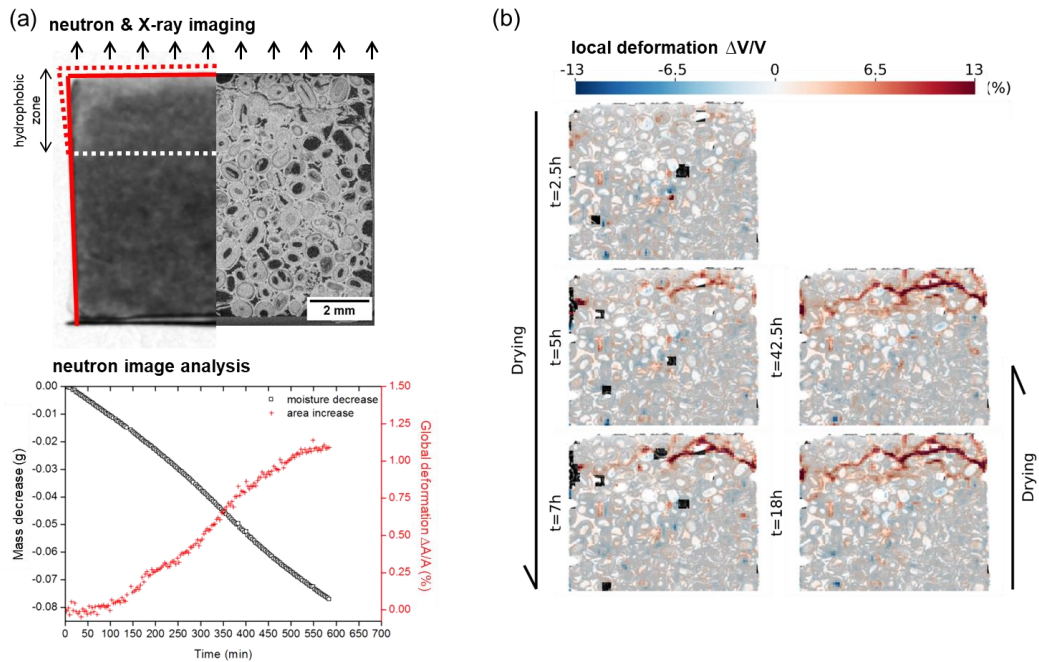 (a)
neutron & X-ray imaging
hydrophobic
zone
2 mm
neutron image analysis
moisture decrease
area increase
0.00
-0.01
-0.02
-0.03
-0.04
-0.05
-0.06
-0.07
-0.08
Mass decrease (g)
1.50
1.25
1.00
0.75
0.50
0.25
0.00
Global deformation ΔA/A (%)
0 50 100 150 200 250 300 350 400 450 500 550 600 650 700
Time (min)
(b)
local deformation ΔV/V
-13 -6.5 0 6.5 13
(%)
Drying
t=2.5h
t=5h
t=7h
t=42.5h
t=18h
Drying